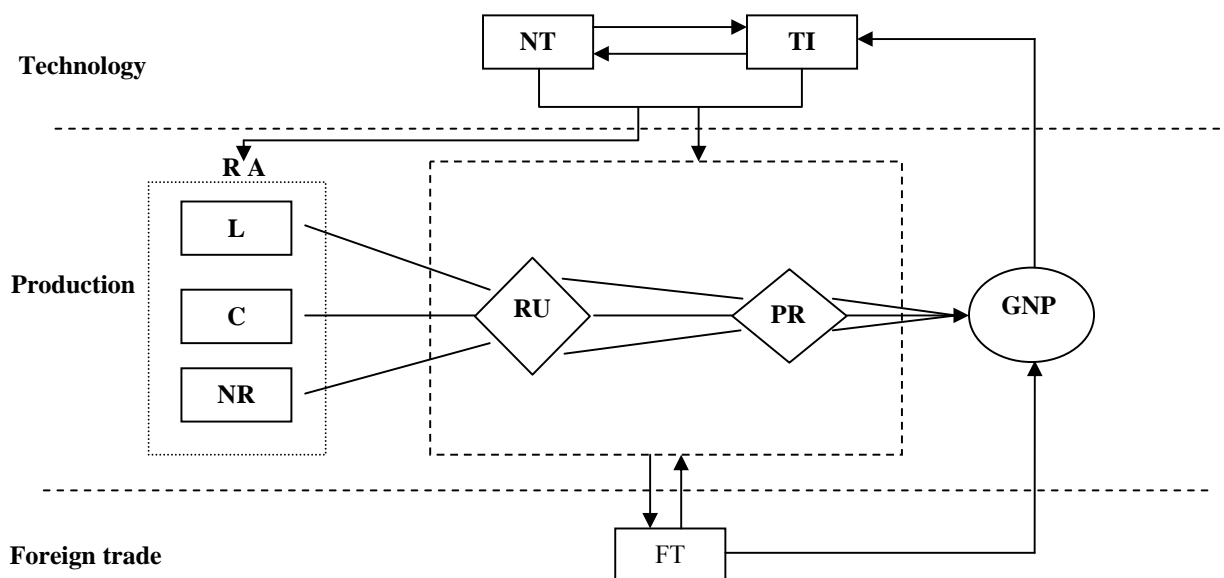 NT
TI
Technology
R A
L
Production
C
RU
PR
GNP
NR
Foreign trade
FT